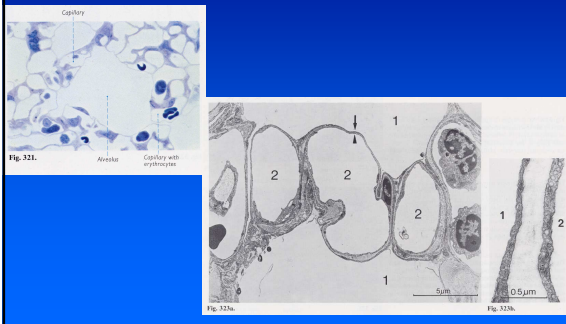 Capillary
Fig. 321.
Alveolus
Capillary with
erythrocytes
1
2
2
2
1
5µm
Fig. 323a.
1
2
0.5µm
Fig. 323b.